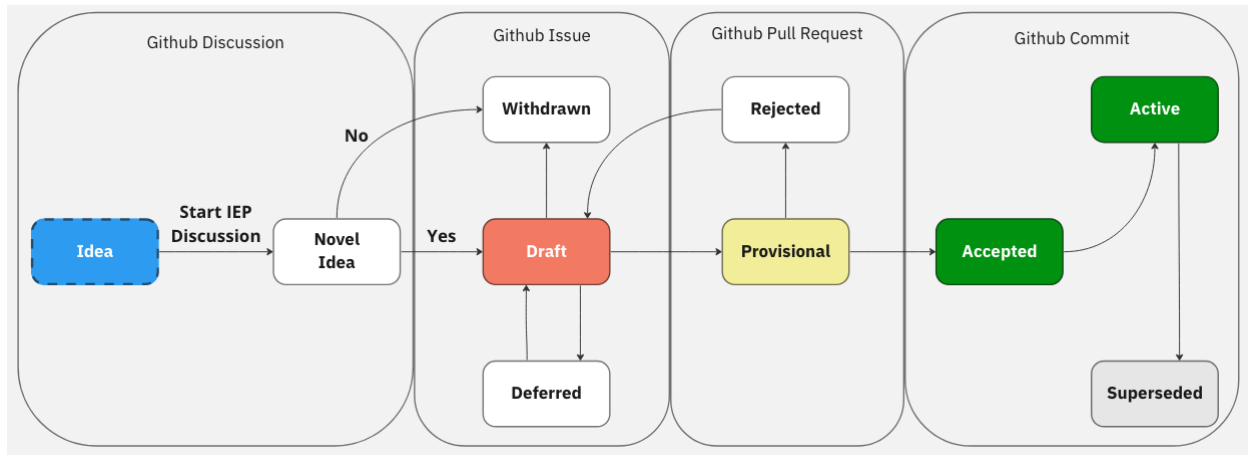 Github Discussion
Github Issue
Github Pull Request
Github Commit
Withdrawn
Rejected
Active
No
Start IEP
Discussion
Yes
Idea
Novel
Idea
Draft
Provisional
Accepted
Deferred
Superseded